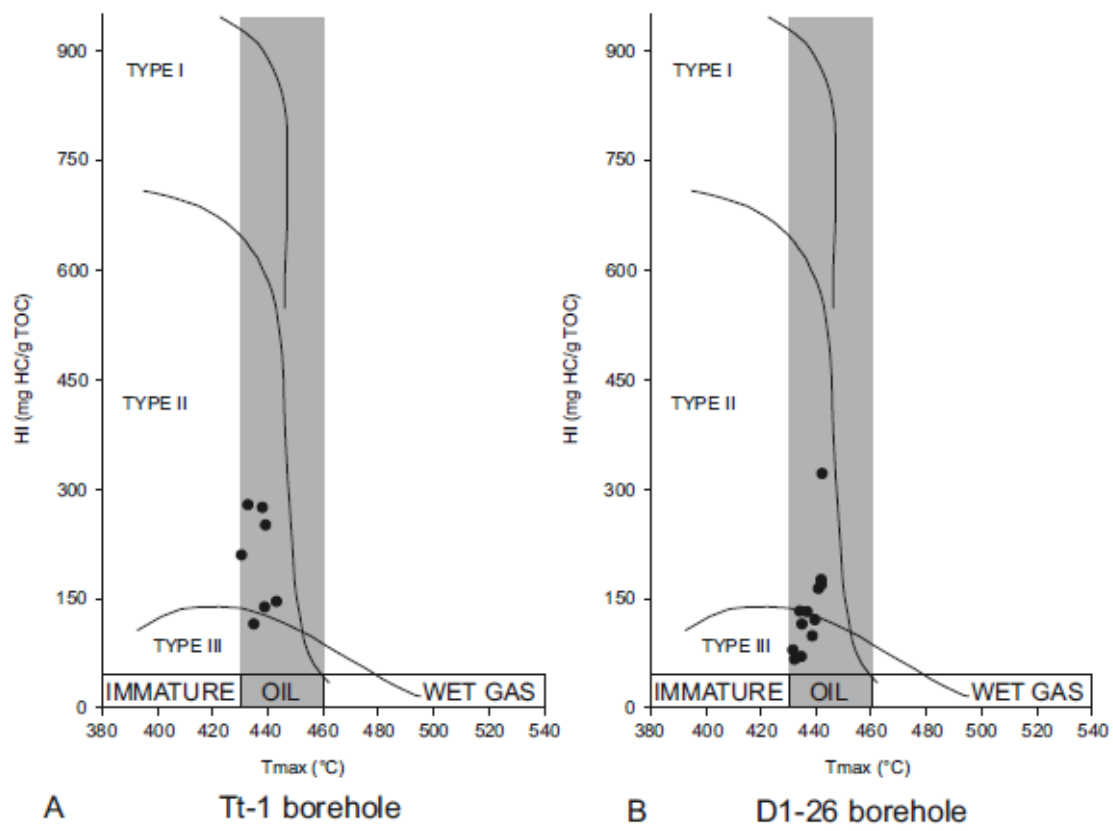 900
TYPE I
750
600
HI (mg HC/g TOC)
450
TYPE II
300
150
TYPE III
IMMATURE OIL WET GAS
0
380 400 420 440 460 480 500 520 540
Tmax (°C)
A Tt-1 borehole
900
TYPE I
750
600
HI (mg HC/g TOC)
450
TYPE II
300
150
TYPE III
IMMATURE OIL WET GAS
0
380 400 420 440 460 480 500 520 540
Tmax (°C)
B D1-26 borehole